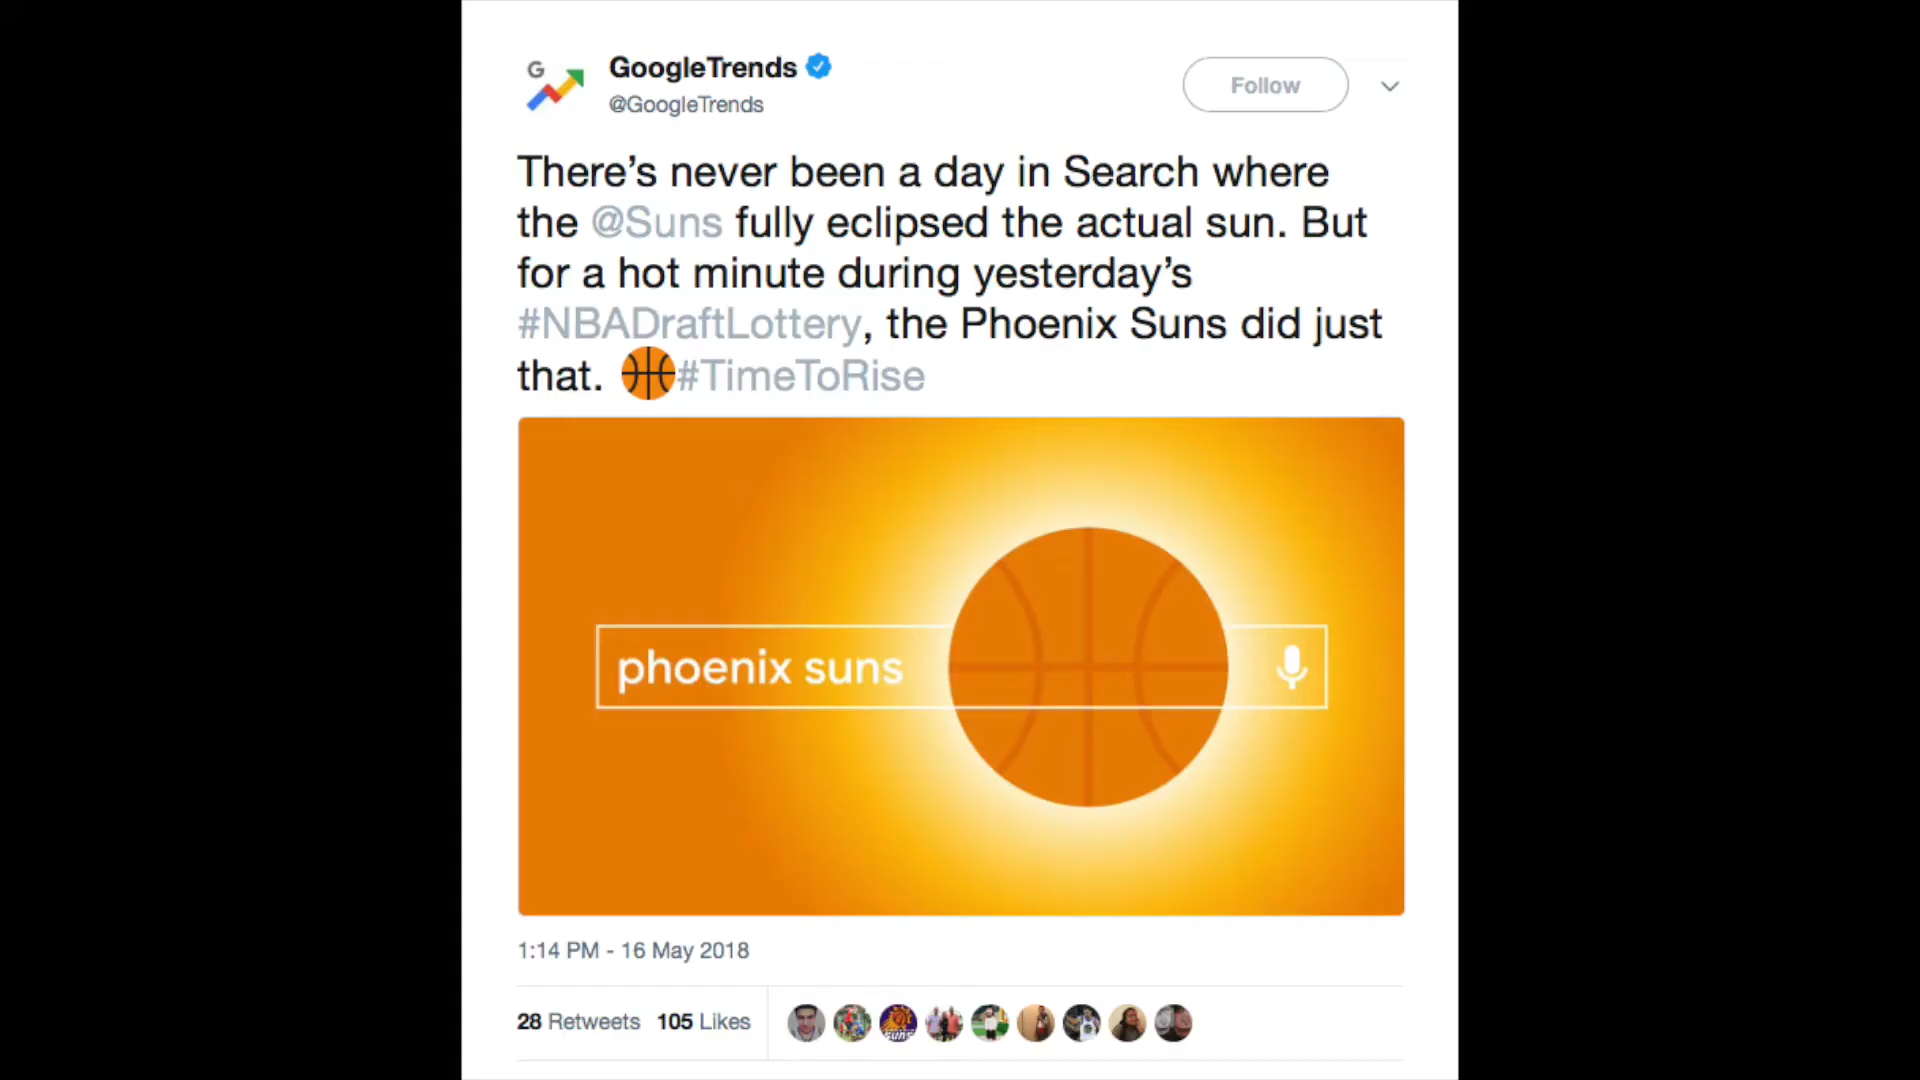 GoogleTrends
@GoogleTrends
Follow
There’s never been a day in Search where
the @Suns fully eclipsed the actual sun. But
for a hot minute during yesterday’s
#NBADraftLottery, the Phoenix Suns did just
that. 🏀#TimeToRise
phoenix suns
1:14 PM - 16 May 2018
28 Retweets 105 Likes